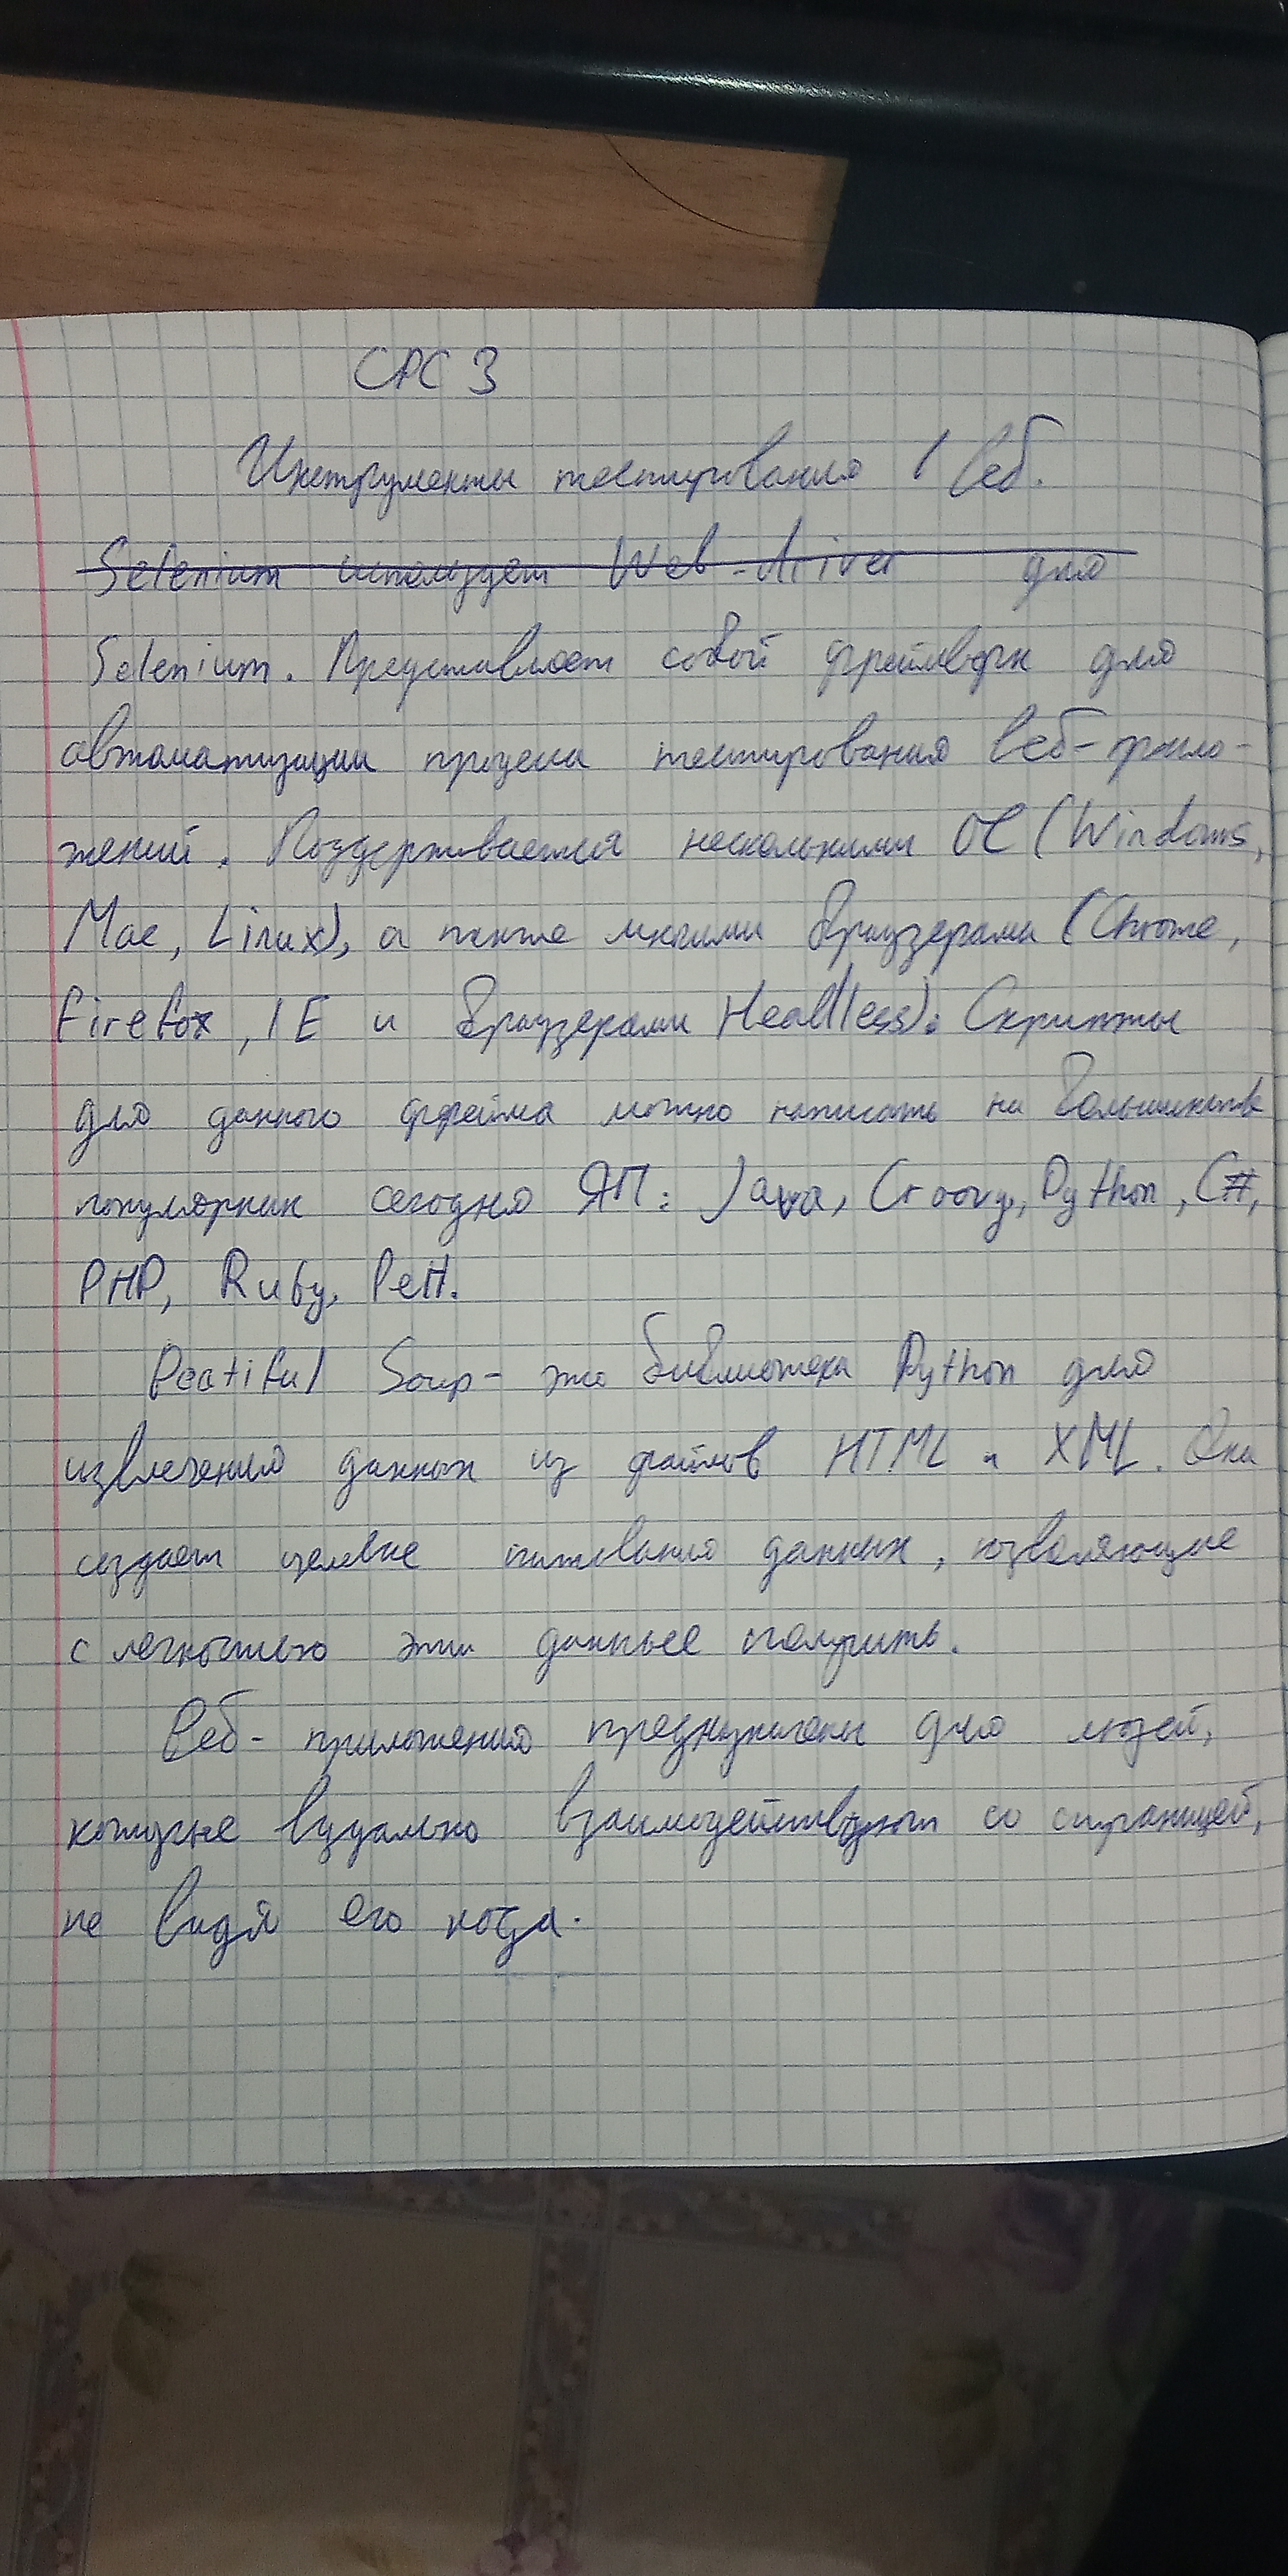 СРС 3
Инструменты тестирования / веб.
Selenium использует Web-driver для
Selenium. Представляет собой фреймворк для
автоматизации процеса тестирования веб-прило-
жений. Поддерживается несколькими ОС (Windows,
Mac, Linux), а также многими браузерами (Chrome,
Firefox, IE и браузерами Headless). Скрипты
для данного фрейма можно написать на большинстве
популярных сегодня ЯП: Java, Groovy, Python, C#,
PHP, Ruby, Perl.
Beatiful Soup - это библиотека Python для
извлечения данных из файлов HTML и XML. Она
создает данных, позволяющие
с легкостью эти данные получить.
Веб-приложения предназначены для людей,
которые визуально взаимодействуют со страницей,
не видя его кода.